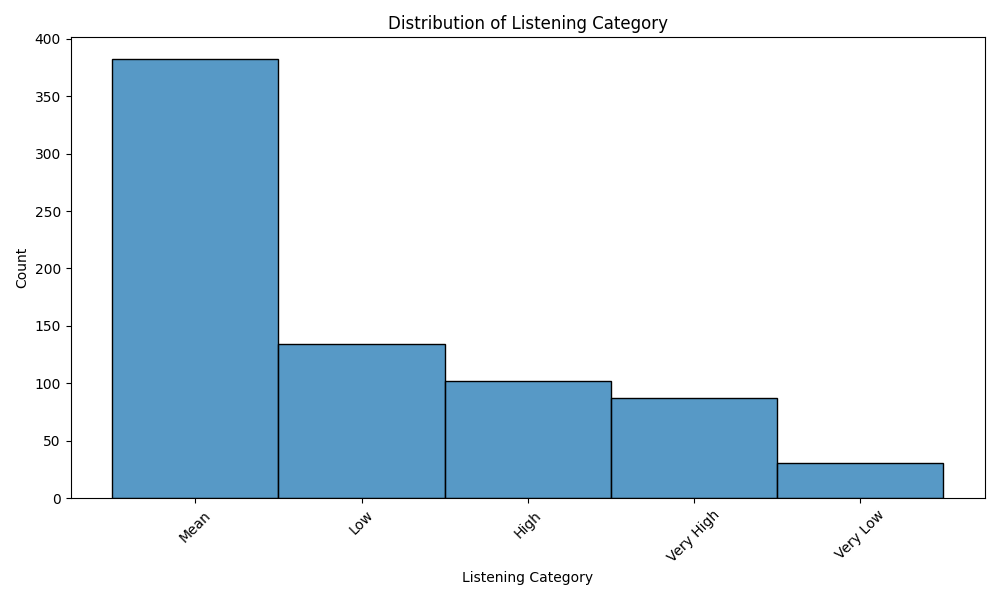 Distribution of Listening Category
Count
400
350
300
250
200
150
100
50
0
Mean
Low
High
Very High
Very Low
Listening Category